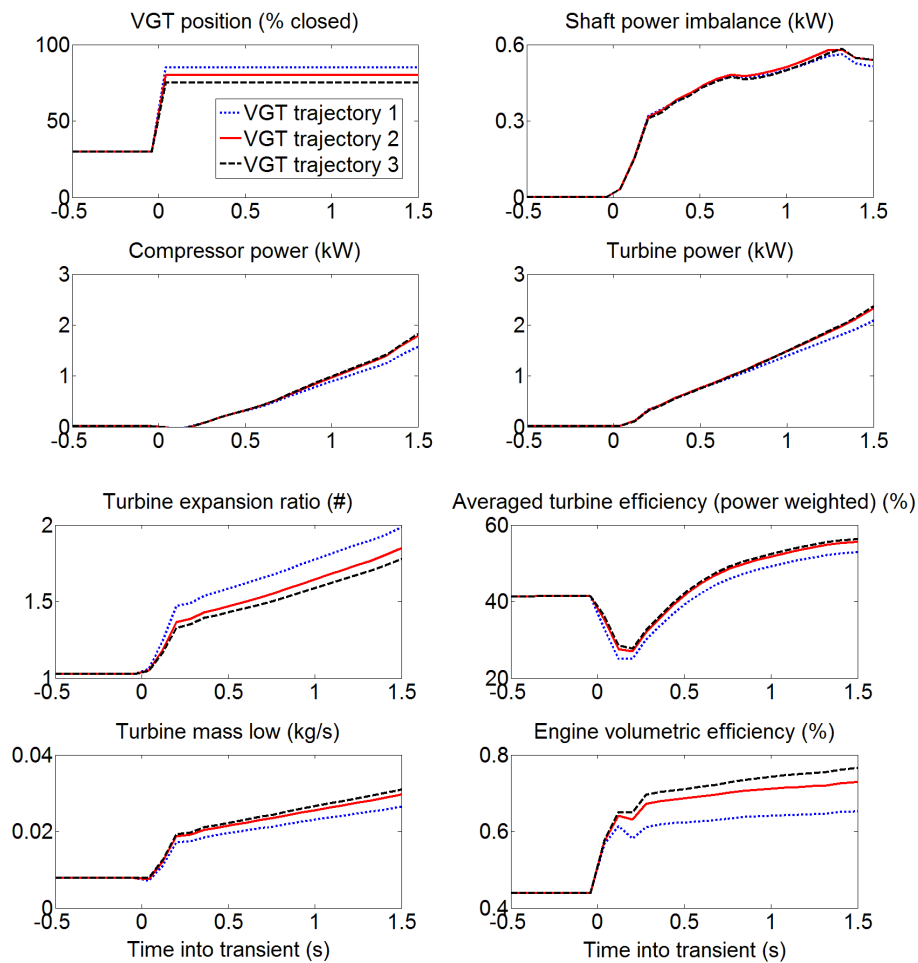 VGT position (% closed)
Shaft power imbalance (kW)
100
50
0
-0.5 0 0.5 1 1.5
VGT trajectory 1
VGT trajectory 2
VGT trajectory 3
0.6
0.3
0
-0.5 0 0.5 1 1.5
Compressor power (kW)
Turbine power (kW)
3
2
1
0
-0.5 0 0.5 1 1.5
3
2
1
0
-0.5 0 0.5 1 1.5
Turbine expansion ratio (#)
Averaged turbine efficiency (power weighted) (%)
2
1.5
1
-0.5 0 0.5 1 1.5
60
40
20
-0.5 0 0.5 1 1.5
Turbine mass low (kg/s)
Engine volumetric efficiency (%)
0.04
0.02
0
-0.5 0 0.5 1 1.5
Time into transient (s)
0.8
0.6
0.4
-0.5 0 0.5 1 1.5
Time into transient (s)